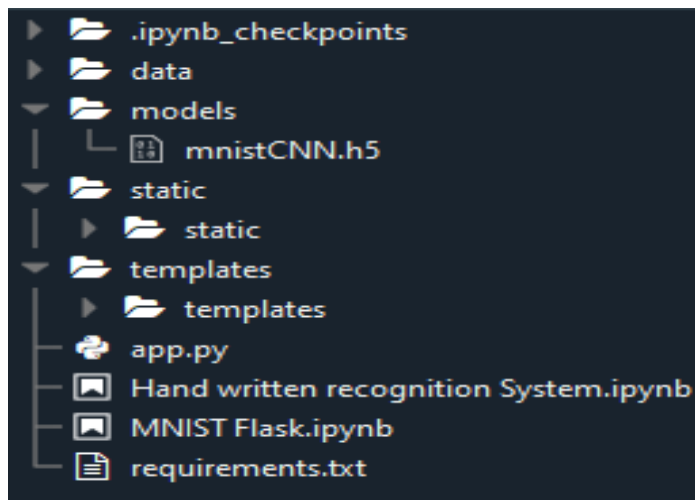 .ipynb_checkpoints
data
models
mnistCNN.h5
static
static
templates
templates
app.py
Hand written recognition System.ipynb
MNIST Flask.ipynb
requirements.txt